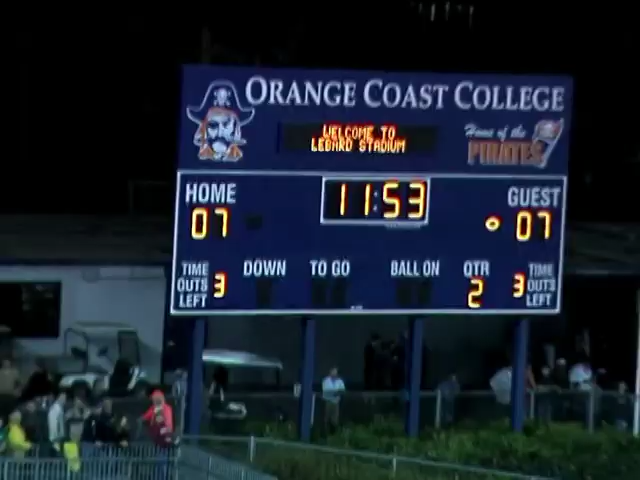 ORANGE COAST COLLEGE
WELCOME TO
LEBARD STADIUM
Home of the
PIRATES
HOME
11:53
GUEST
07
07
TIME OUTS LEFT 3
DOWN
TO GO
BALL ON
QTR
2
3 TIME OUTS LEFT